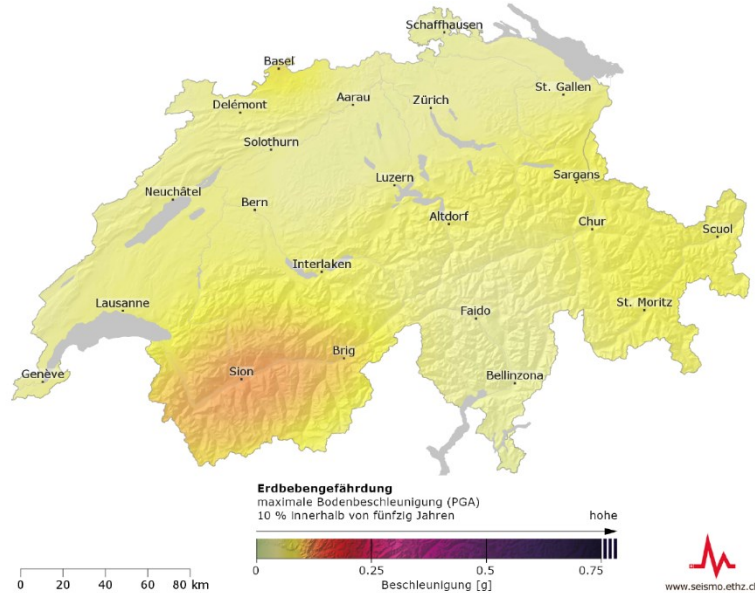 Schaffhausen
Basel
St. Gallen
Aarau
Zürich
Delémont
Solothurn
Luzern
Sargans
Neuchâtel
Bern
Altdorf
Chur
Scuol
Interlaken
Lausanne
Faido
St. Moritz
Brig
Sion
Genève
Bellinzona
Erdbebengefährdung
maximale Bodenbeschleunigung (PGA)
10 % innerhalb von fünfzig Jahren
hohe
0 0.25 0.5 0.75
Beschleunigung [g]
0 20 40 60 80 km
www.seismo.ethz.ch